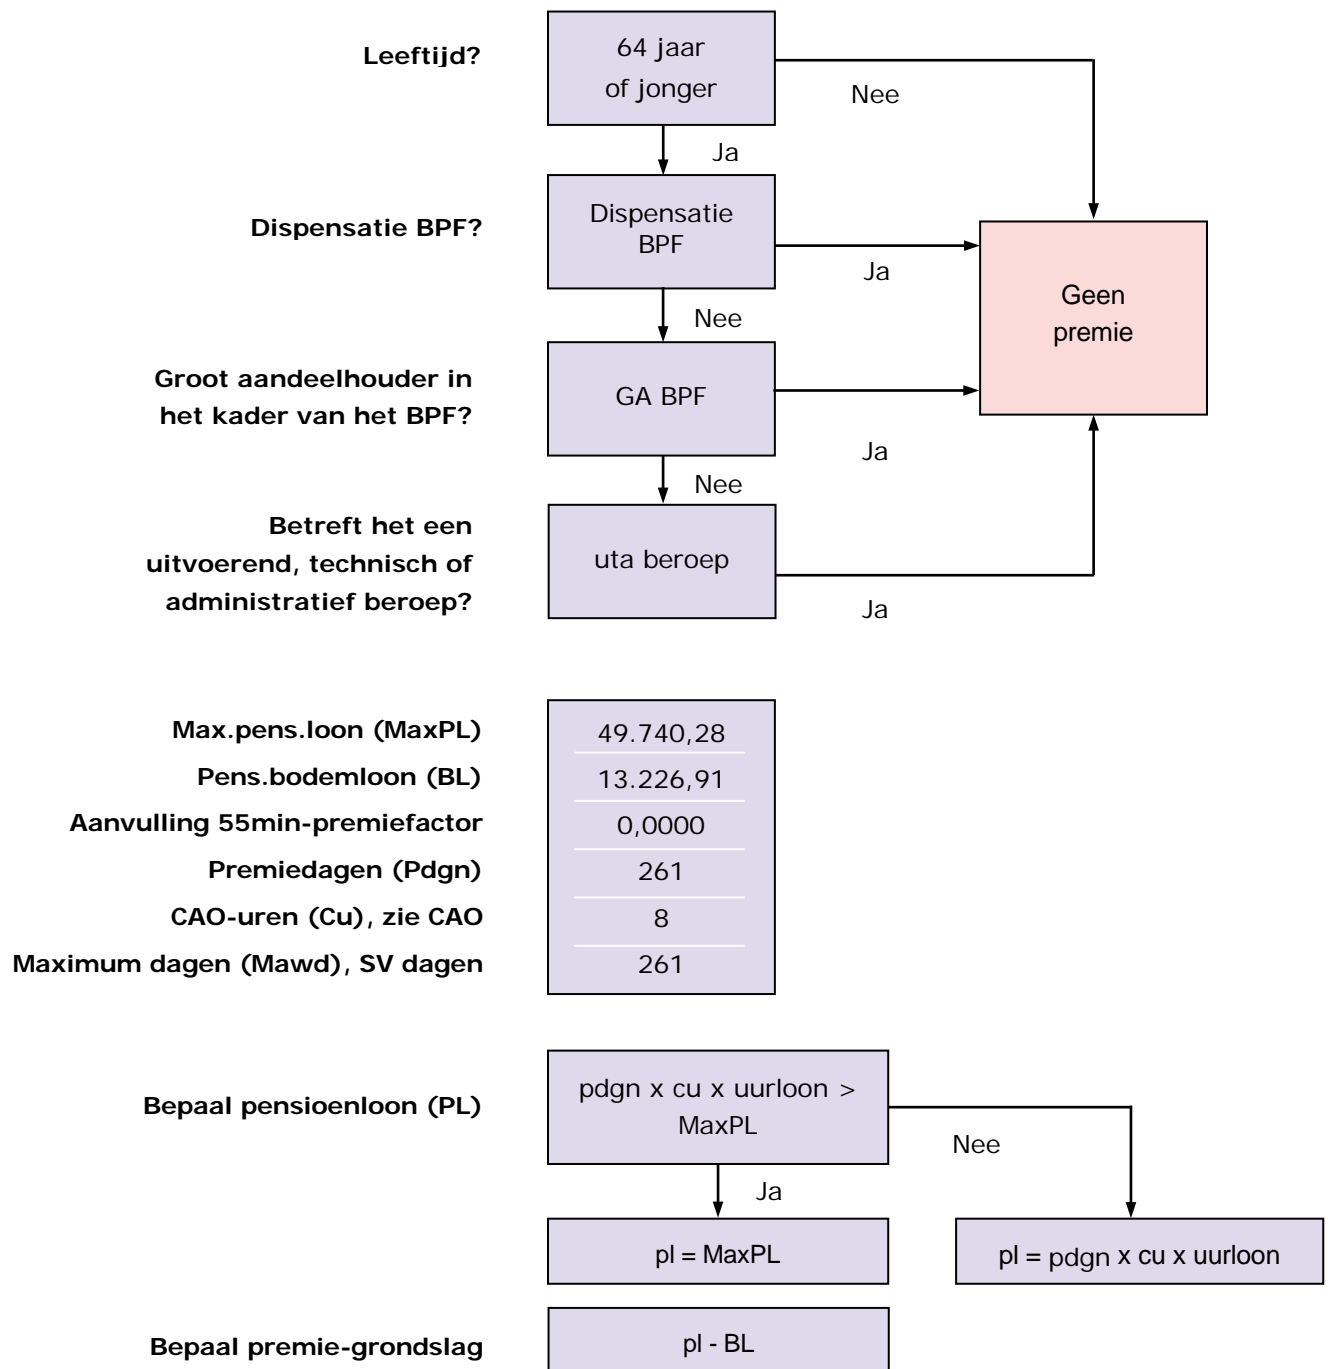 Leeftijd?
64 jaar
of jonger
Nee
Ja
Dispensatie BPF?
Dispensatie
BPF
Ja
Geen
premie
Nee
Groot aandeelhouder in
het kader van het BPF?
GA BPF
Ja
Nee
Betreft het een
uitvoerend, technisch of
administratief beroep?
uta beroep
Ja
Max.pens.loon (MaxPL)
49.740,28
Pens.bodemloon (BL)
13.226,91
Aanvulling 55min-premiefactor
0,0000
Premiedagen (Pdgn)
261
CAO-uren (Cu), zie CAO
8
Maximum dagen (Mawd), SV dagen
261
Bepaal pensioenloon (PL)
pdgn x cu x uurloon >
MaxPL
Nee
Ja
pl = MaxPL
pl = pdgn x cu x uurloon
Bepaal premie-grondslag
pl - BL